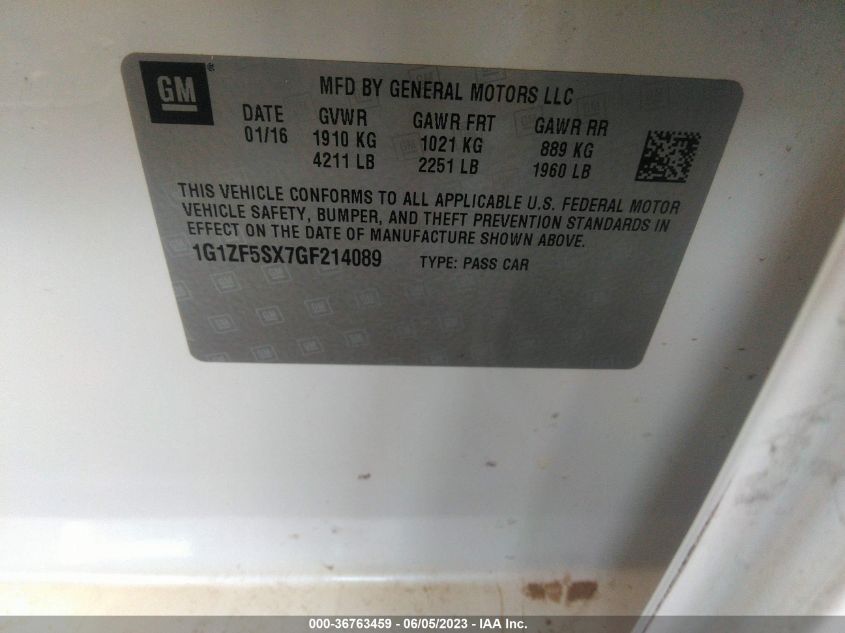 GM®
MFD BY GENERAL MOTORS LLC
DATE GVWR GAWR FRT GAWR RR
01/16 1910 KG 1021 KG 889 KG
4211 LB 2251 LB 1960 LB
THIS VEHICLE CONFORMS TO ALL APPLICABLE U.S. FEDERAL MOTOR
VEHICLE SAFETY, BUMPER, AND THEFT PREVENTION STANDARDS IN
EFFECT ON THE DATE OF MANUFACTURE SHOWN ABOVE.
1G1ZF5SX7GF214089 TYPE: PASS CAR
000-36763459 - 06/05/2023 - IAA Inc.